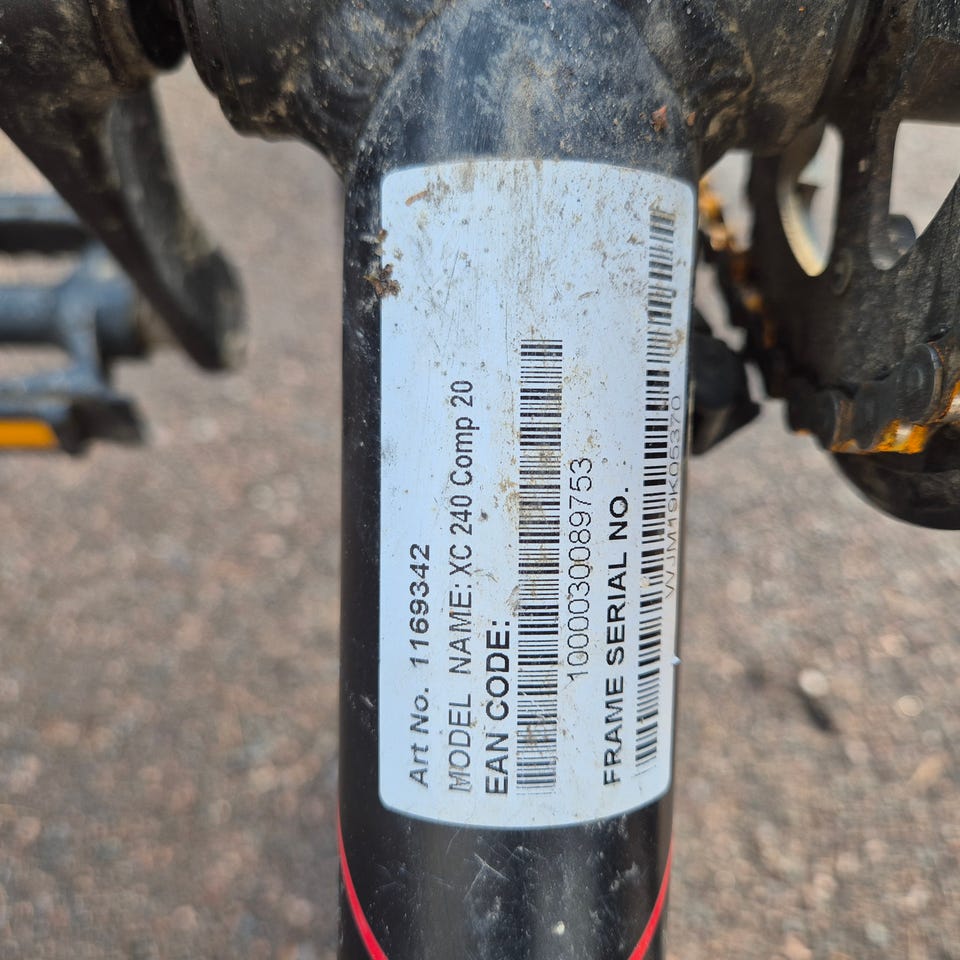 Art No. 1169342
MODEL NAME: XC 240 Comp 20
EAN CODE:
1000030089753
FRAME SERIAL NO.
WJM19K05370